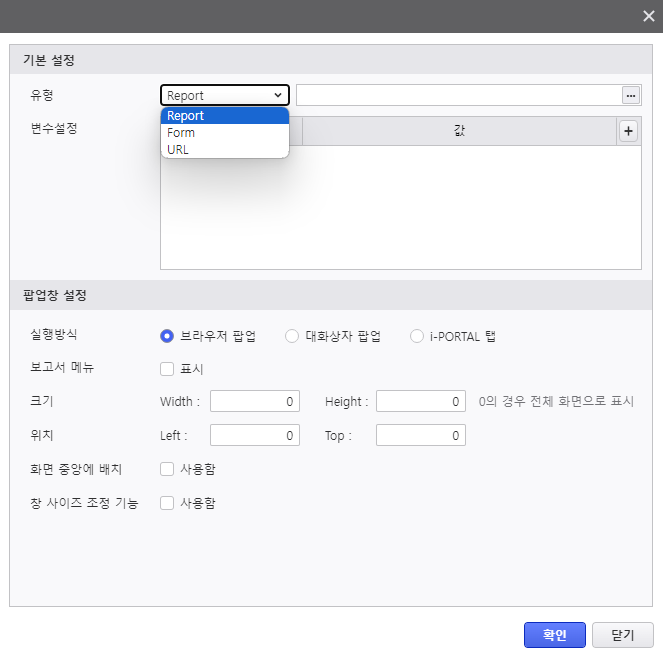 기본 설정
유형 Report ...
Report
Form
URL
변수설정 값 +
팝업창 설정
실행방식 브라우저 팝업 대화상자 팝업 i-PORTAL 탭
보고서 메뉴 표시
크기 Width : 0 Height : 0 0의 경우 전체 화면으로 표시
위치 Left : 0 Top : 0
화면 중앙에 배치 사용함
창 사이즈 조정 기능 사용함
확인 닫기